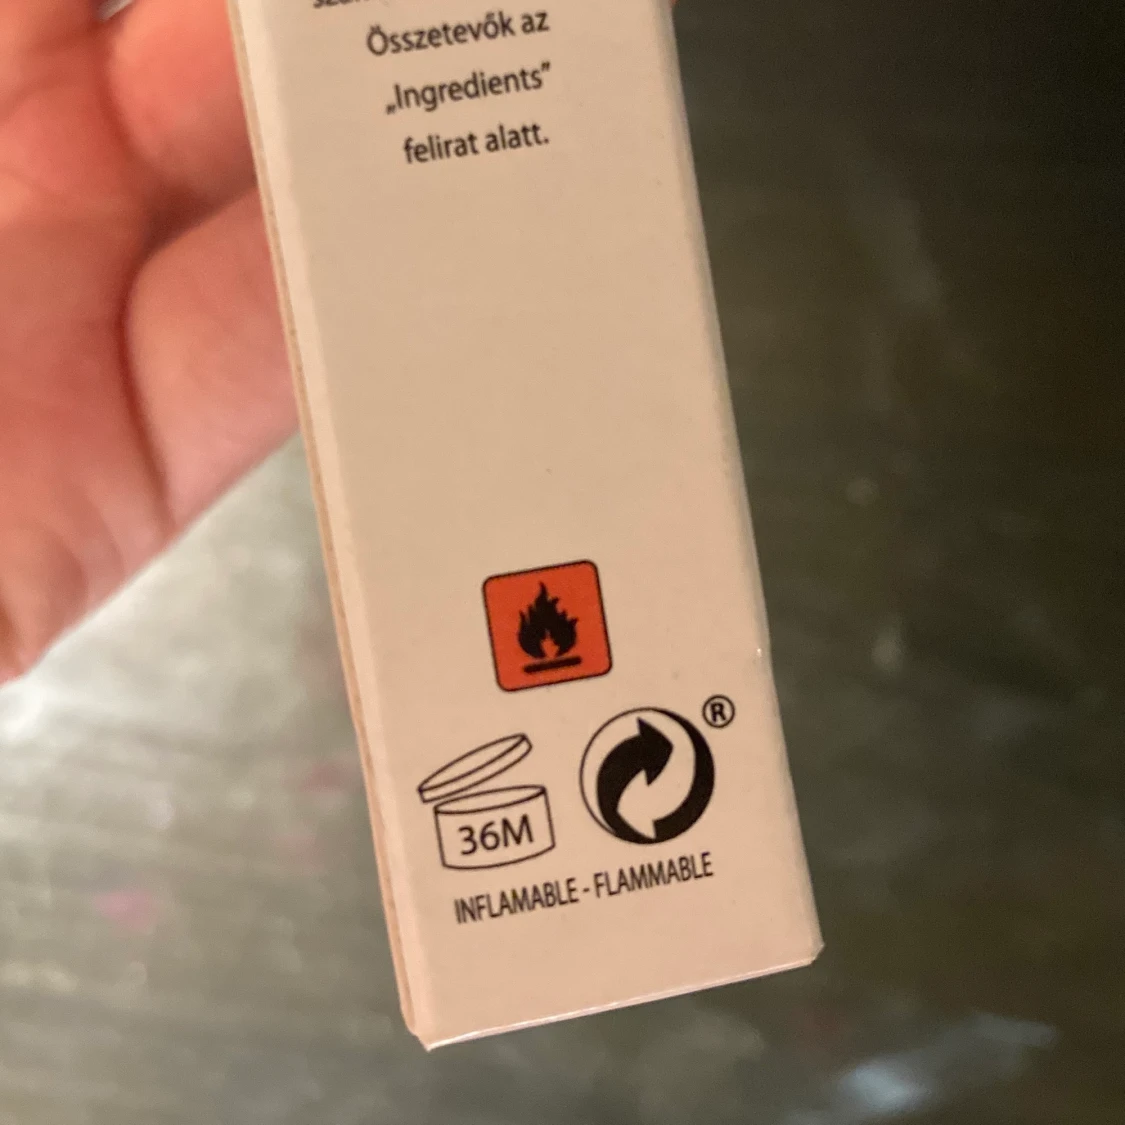 Összetevők az
„Ingredients”
felirat alatt.
®
36M
INFLAMABLE - FLAMMABLE